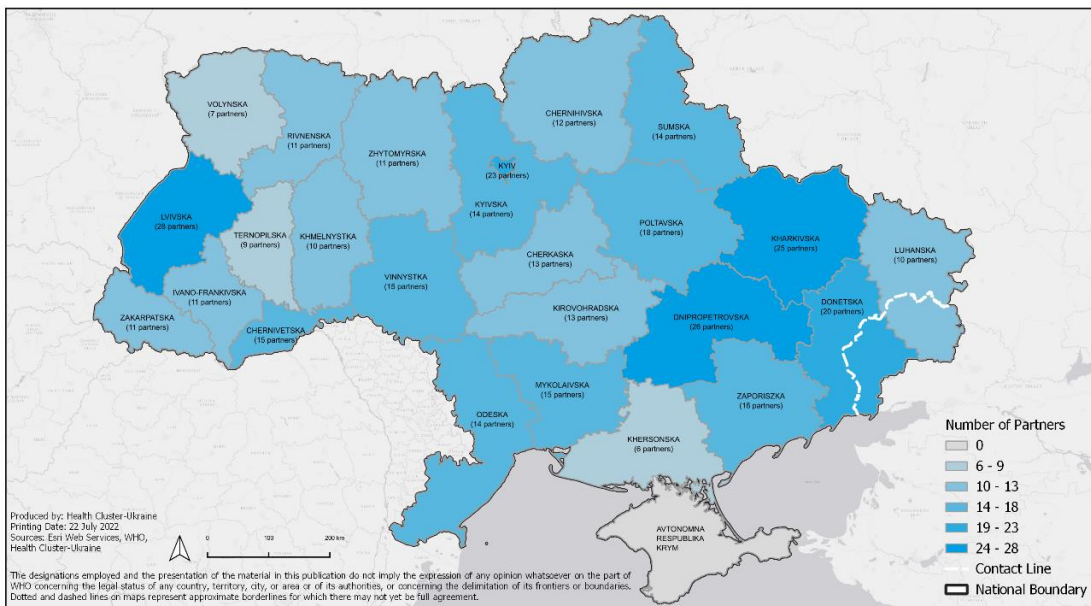 VOLYNSKA
(7 partners)
RIVNENSKA
(11 partners)
ZHYTOMYRSKA
(11 partners)
CHERNIHIVSKA
(12 partners)
SUMSKA
(14 partners)
KYIV
(23 partners)
KYIVSKA
(14 partners)
LVIVSKA
(28 partners)
TERNOPILSKA
(9 partners)
KHMELNYSTKA
(10 partners)
POLTAVSKA
(18 partners)
KHARKIVSKA
(25 partners)
LUHANSKA
(10 partners)
CHERKASKA
(13 partners)
VINNYSTKA
(15 partners)
IVANO-FRANKIVSKA
(11 partners)
ZAKARPATSKA
(11 partners)
CHERNIVETSKA
(15 partners)
KIROVOHRADSKA
(13 partners)
DNIPROPETROVSKA
(26 partners)
DONETSKA
(20 partners)
MYKOLAIVSKA
(15 partners)
ZAPORISZKA
(16 partners)
ODESKA
(14 partners)
KHERSONSKA
(6 partners)
AVTONOMNA
RESPUBLIKA
KRYM
Number of Partners
0
6 - 9
10 - 13
14 - 18
19 - 23
24 - 28
Contact Line
National Boundary
Produced by: Health Cluster-Ukraine
Printing Date: 22 July 2022
Sources: Esri Web Services, WHO,
Health Cluster-Ukraine
0 100 200 km
The designations employed and the presentation of the material in this publication do not imply the expression of any opinion whatsoever on the part of
WHO concerning the legal status of any country, territory, city, or area or of its authorities, or concerning the delimitation of its frontiers or boundaries.
Dotted and dashed lines on maps represent approximate borderlines for which there may not yet be full agreement.